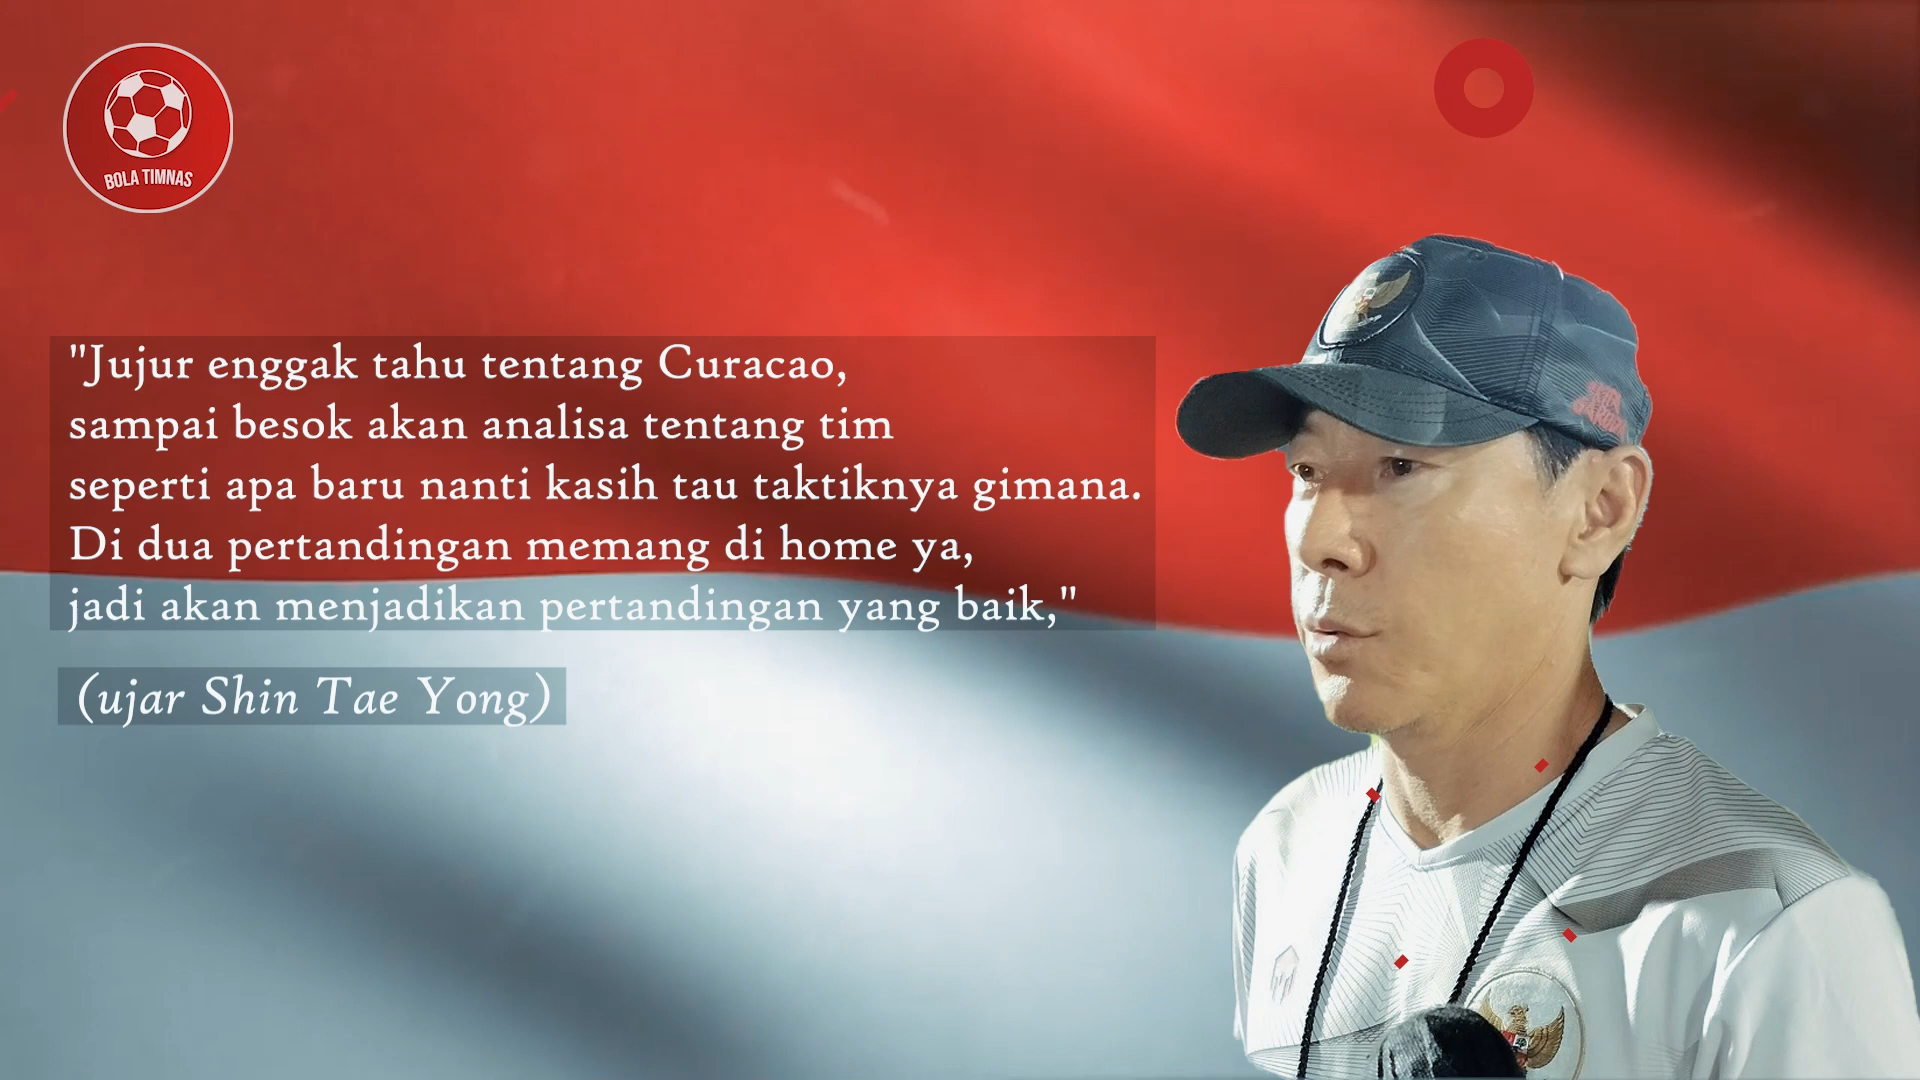 BOLA TIMNAS
"Jujur enggak tahu tentang Curacao,
sampai besok akan analisa tentang tim
seperti apa baru nanti kasih tau taktiknya gimana.
Di dua pertandingan memang di home ya,
jadi akan menjadikan pertandingan yang baik,"
(ujar Shin Tae Yong)